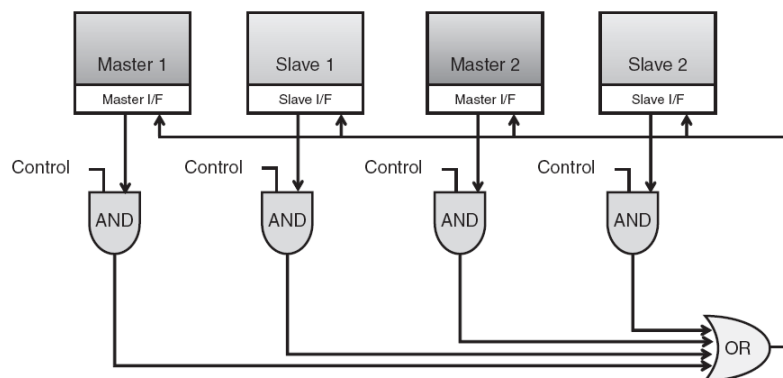 Master 1 Slave 1 Master 2 Slave 2
Master I/F Slave I/F Master I/F Slave I/F
Control Control Control Control
AND AND AND AND
OR